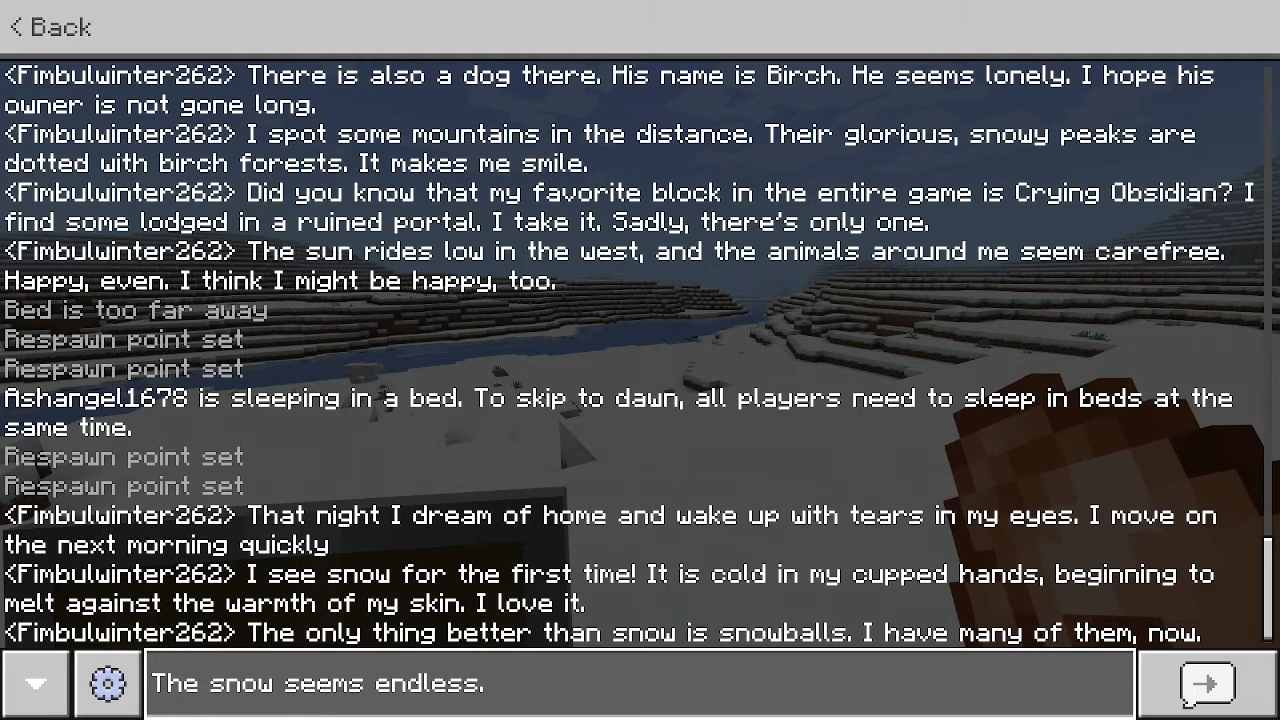 < Back
<Fimbulwinter262> There is also a dog there. His name is Birch. He seems lonely. I hope his
owner is not gone long.
<Fimbulwinter262> I spot some mountains in the distance. Their glorious, snowy peaks are
dotted with birch forests. It makes me smile.
<Fimbulwinter262> Did you know that my favorite block in the entire game is Crying Obsidian? I
find some lodged in a ruined portal. I take it. Sadly, there's only one.
<Fimbulwinter262> The sun rides low in the west, and the animals around me seem carefree.
Happy, even. I think I might be happy, too.
Bed is too far away
Respawn point set
Respawn point set
Ashangel1678 is sleeping in a bed. To skip to dawn, all players need to sleep in beds at the
same time.
Respawn point set
Respawn point set
<Fimbulwinter262> That night I dream of home and wake up with tears in my eyes. I move on
the next morning quickly
<Fimbulwinter262> I see snow for the first time! It is cold in my cupped hands, beginning to
melt against the warmth of my skin. I love it.
<Fimbulwinter262> The only thing better than snow is snowballs. I have many of them, now.
The snow seems endless.